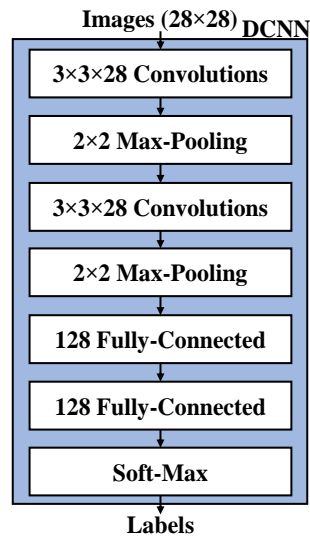 Images (28×28)
DCNN
3×3×28 Convolutions
2×2 Max-Pooling
3×3×28 Convolutions
2×2 Max-Pooling
128 Fully-Connected
128 Fully-Connected
Soft-Max
Labels